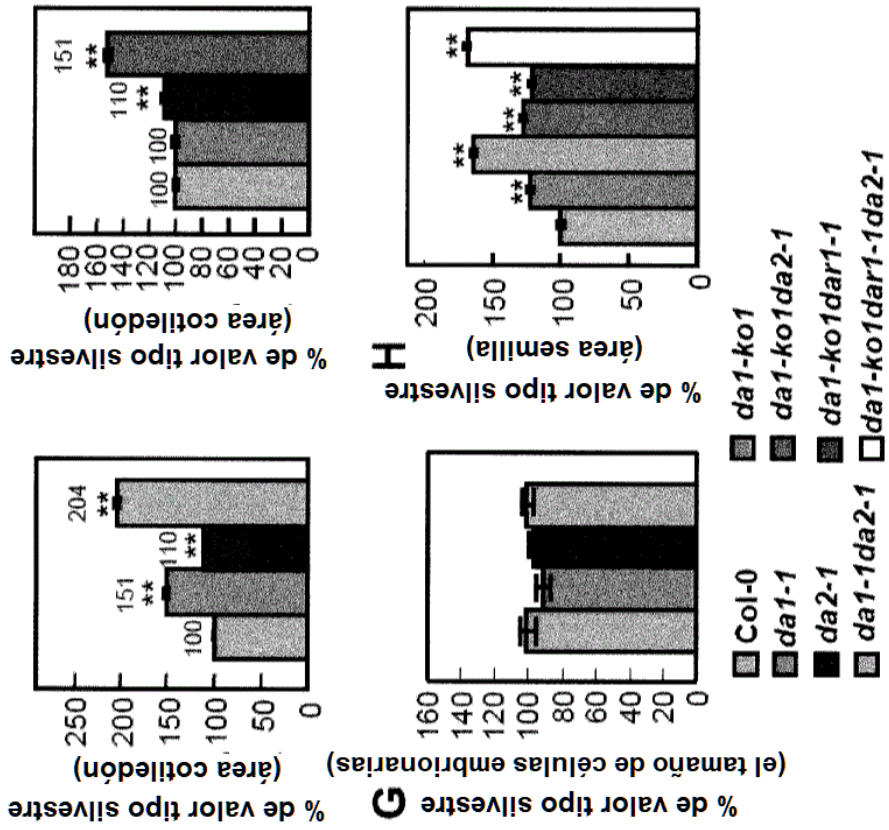 % de valor tipo silvestre
(área cotiledón)
250
200
150
100
50
0
100
151
**
110
**
204
**
% de valor tipo silvestre
(área cotiledón)
180
160
140
120
100
80
60
40
20
0
100
100
110
**
151
**
G
% de valor tipo silvestre
(el tamaño de células embrionarias)
160
140
120
100
80
60
40
20
0
H
% de valor tipo silvestre
(área semilla)
200
150
100
50
0
**
**
**
**
**
Col-0
da1-1
da2-1
da1-1da2-1
da1-ko1
da1-ko1da2-1
da1-ko1dar1-1
da1-ko1dar1-1da2-1